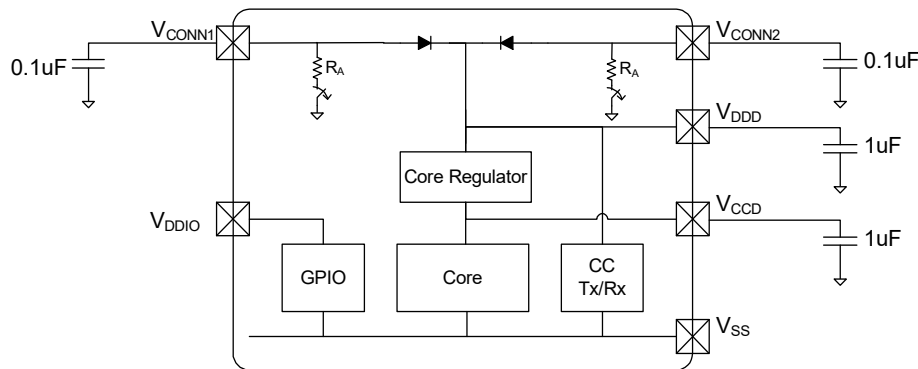 VCONN1
VCONN2
0.1uF
RA
RA
0.1uF
VDDD
Core Regulator
1uF
VDDIO
VCCD
GPIO
Core
CC
Tx/Rx
1uF
VSS